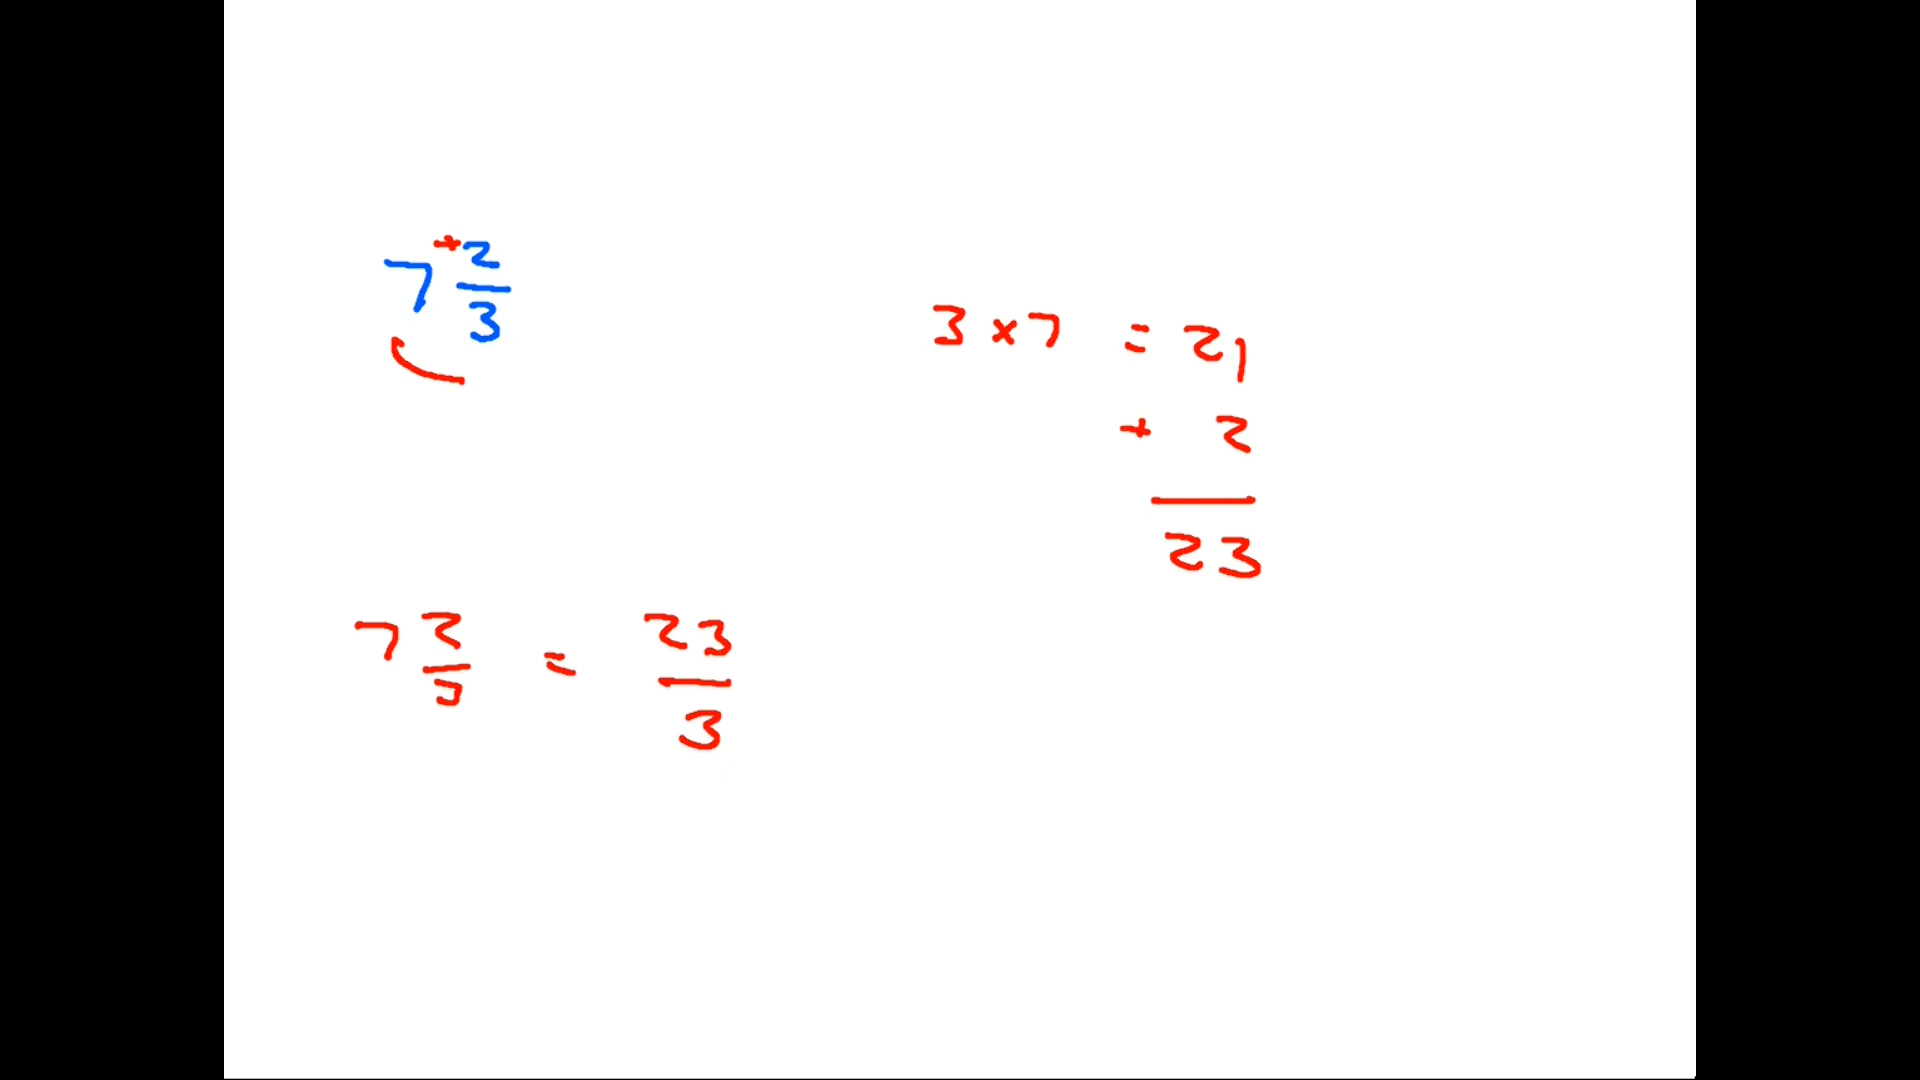 7 + 2/3
3 × 7 = 21
+ 2
23
7 2/3 = 23/3